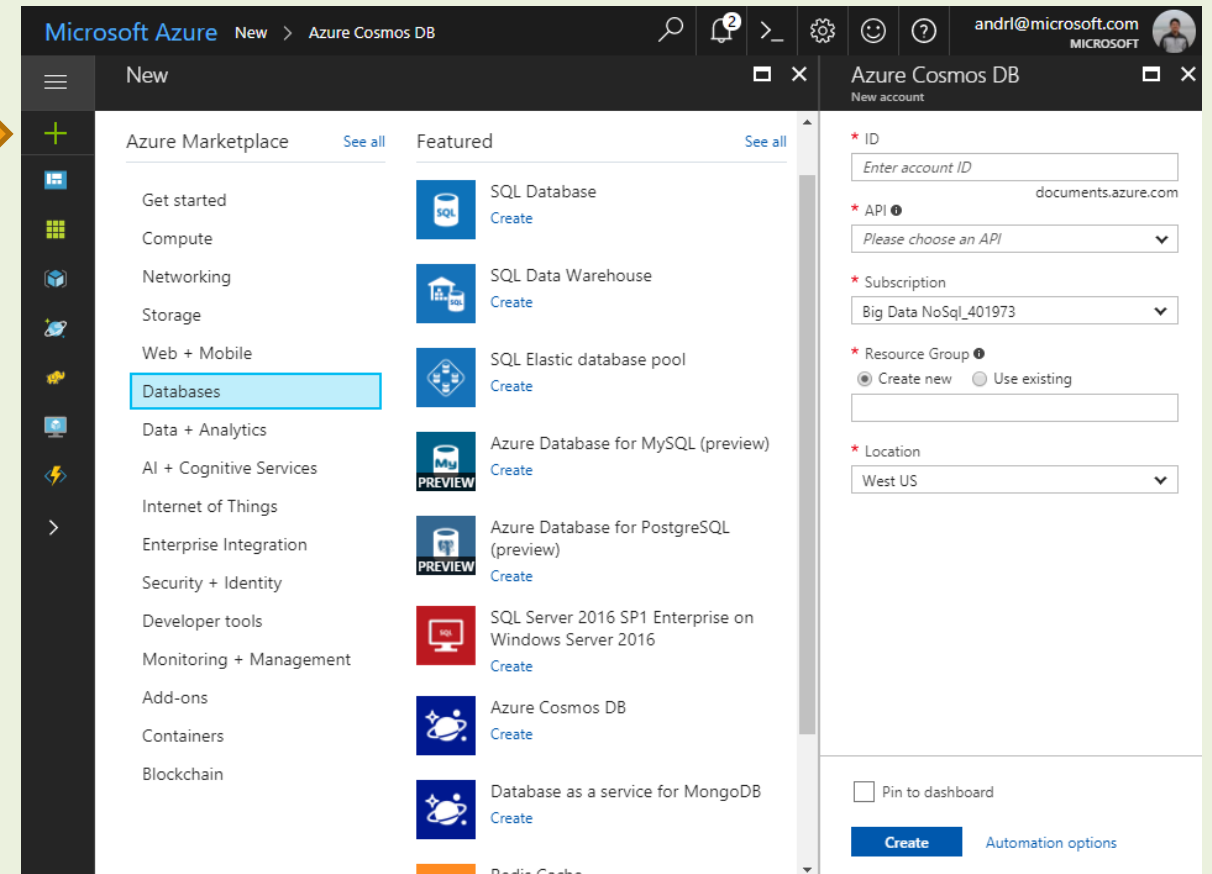 Microsoft Azure New > Azure Cosmos DB
2
>_
?
andrl@microsoft.com
MICROSOFT
New
Azure Marketplace
See all
Get started
Compute
Networking
Storage
Web + Mobile
Databases
Data + Analytics
AI + Cognitive Services
Internet of Things
Enterprise Integration
Security + Identity
Developer tools
Monitoring + Management
Add-ons
Containers
Blockchain
Featured
See all
SQL
SQL Database
Create
SQL
SQL Data Warehouse
Create
SQL Elastic database pool
Create
My
PREVIEW
Azure Database for MySQL (preview)
Create
PREVIEW
Azure Database for PostgreSQL
(preview)
Create
SQL
SQL Server 2016 SP1 Enterprise on
Windows Server 2016
Create
Azure Cosmos DB
Create
Database as a service for MongoDB
Create
Redis Cache
Azure Cosmos DB
New account
* ID
Enter account ID
documents.azure.com
* API
Please choose an API
* Subscription
Big Data NoSql_401973
* Resource Group
Create new Use existing
* Location
West US
Pin to dashboard
Create
Automation options